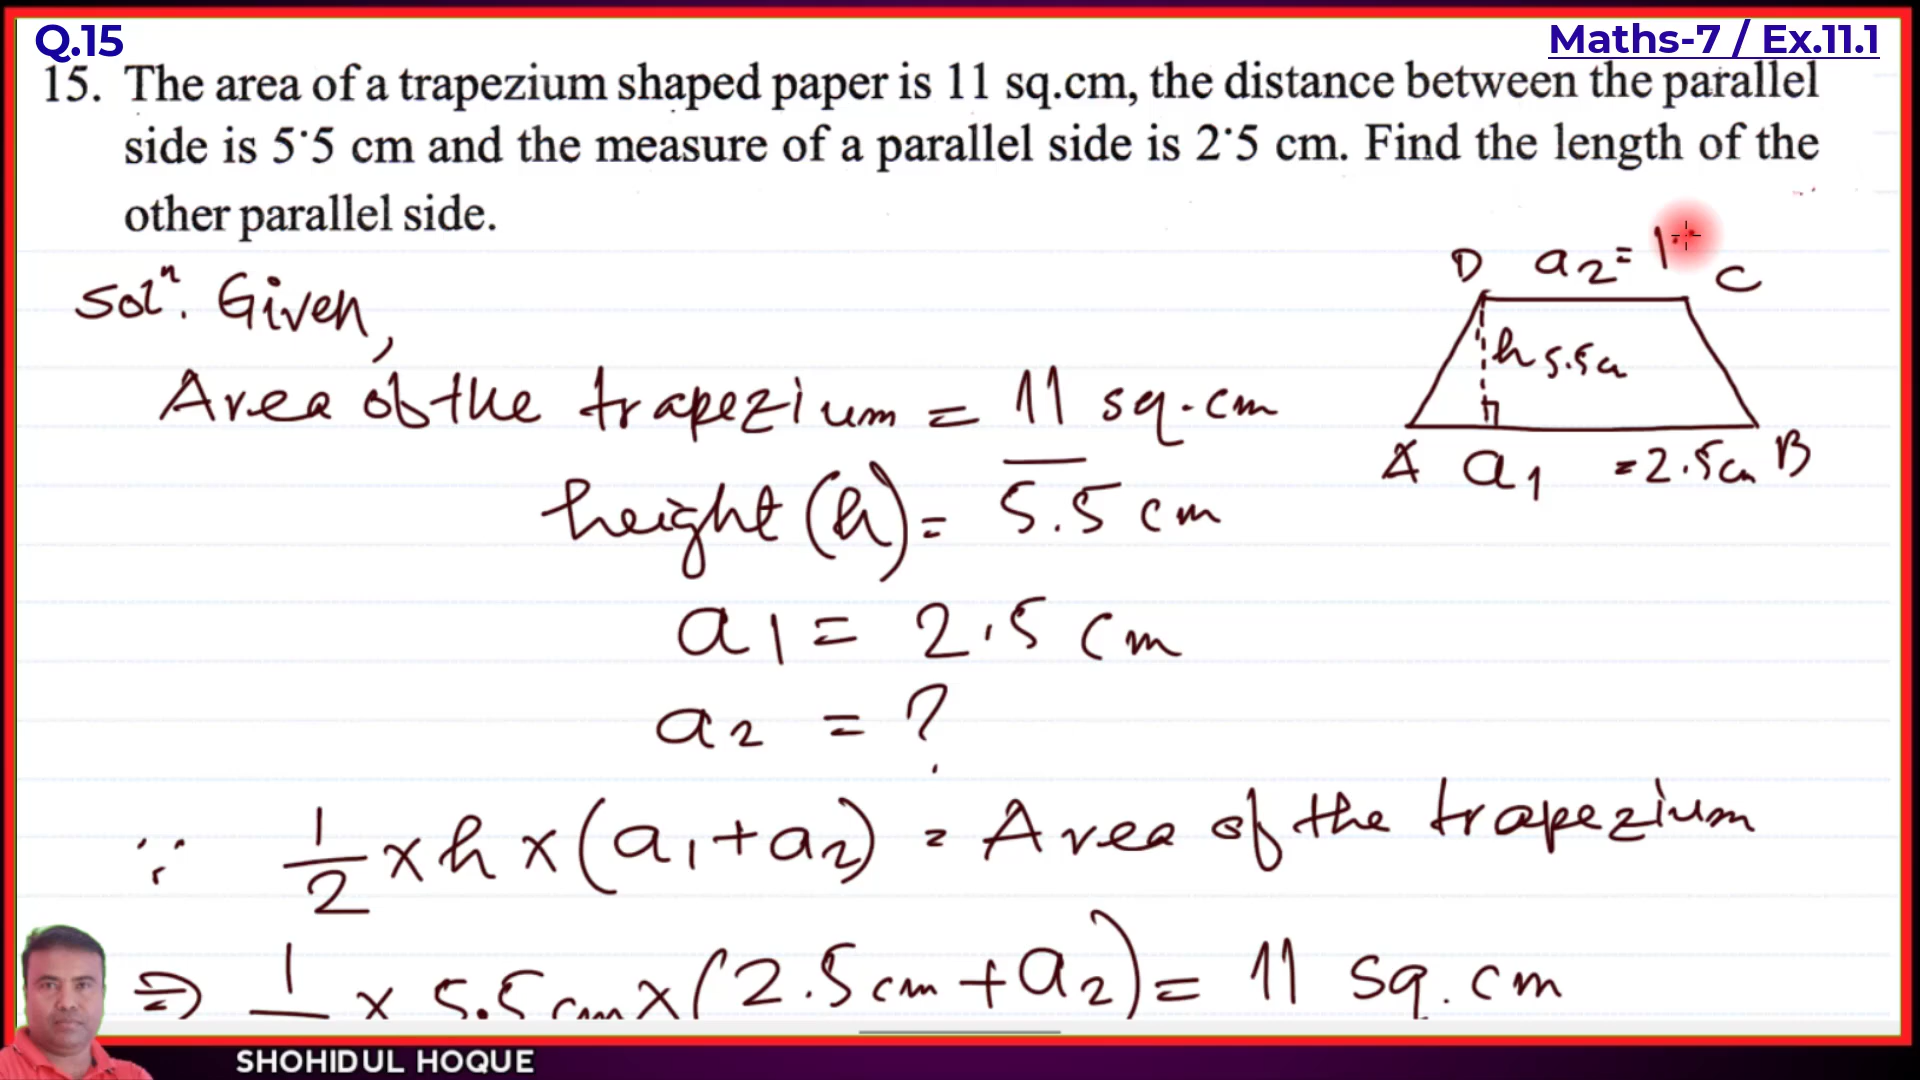 Q.15
Maths-7 / Ex.11.1
15. The area of a trapezium shaped paper is 11 sq.cm, the distance between the parallel
side is 5·5 cm and the measure of a parallel side is 2·5 cm. Find the length of the
other parallel side.
Solⁿ. Given,
Area of the trapezium = 11 sq.cm
height (h) = 5.5 cm
a1 = 2.5 cm
a2 = ?
∵ 1/2 × h × (a1 + a2) = Area of the trapezium
⇒ 1 × 5.5 cm × (2.5 cm + a2) = 11 sq.cm
D a2 = 1 C
h 5.5
A a1 = 2.5 cm B
SHOHIDUL HOQUE